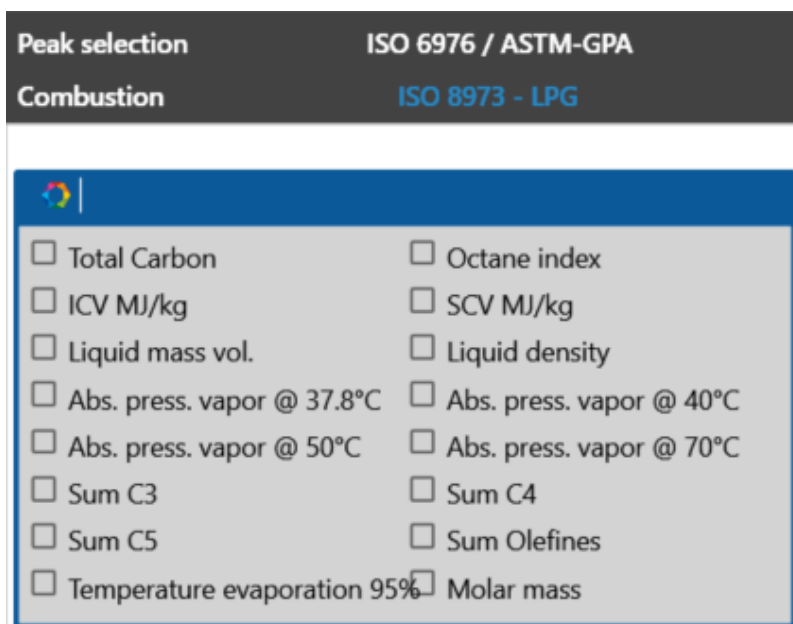 Peak selection ISO 6976 / ASTM-GPA
Combustion ISO 8973 - LPG
Total Carbon Octane index
ICV MJ/kg SCV MJ/kg
Liquid mass vol. Liquid density
Abs. press. vapor @ 37.8°C Abs. press. vapor @ 40°C
Abs. press. vapor @ 50°C Abs. press. vapor @ 70°C
Sum C3 Sum C4
Sum C5 Sum Olefines
Temperature evaporation 95% Molar mass